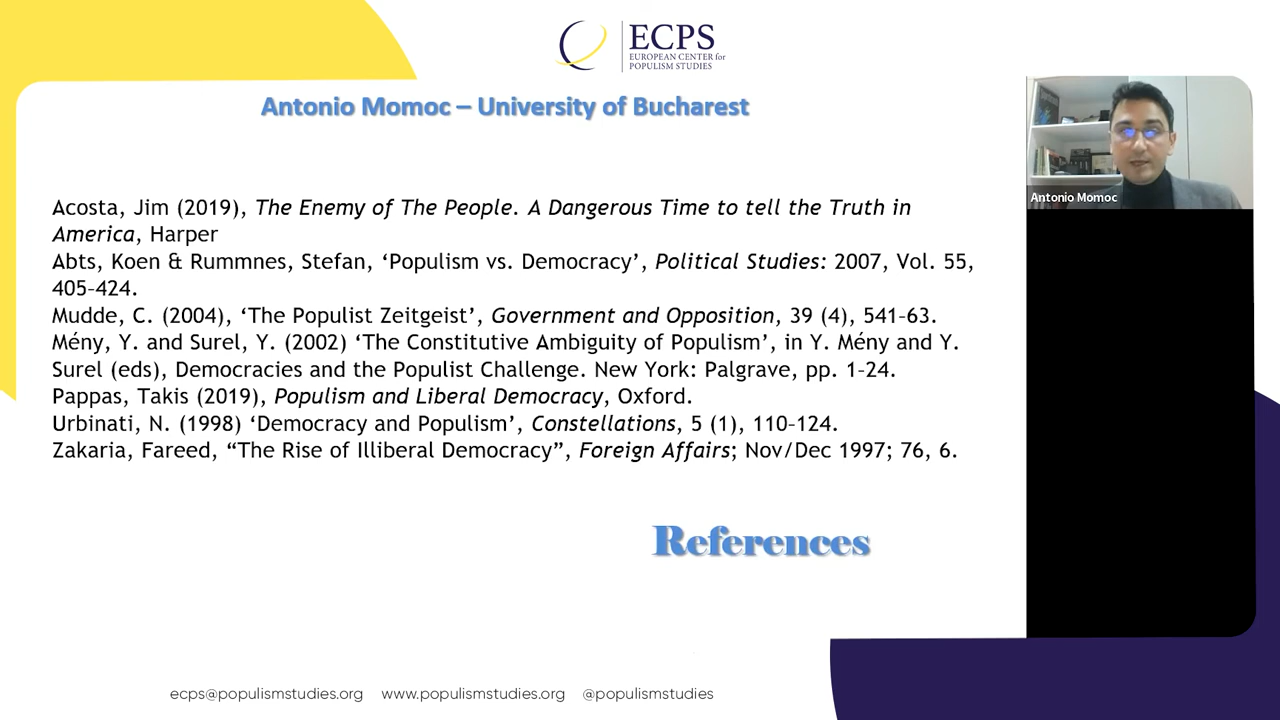 ECPS
EUROPEAN CENTER for
POPULISM STUDIES
Antonio Momoc – University of Bucharest
Antonio Momoc
Acosta, Jim (2019), The Enemy of The People. A Dangerous Time to tell the Truth in
America, Harper
Abts, Koen & Rummnes, Stefan, ‘Populism vs. Democracy’, Political Studies: 2007, Vol. 55,
405–424.
Mudde, C. (2004), ‘The Populist Zeitgeist’, Government and Opposition, 39 (4), 541–63.
Mény, Y. and Surel, Y. (2002) ‘The Constitutive Ambiguity of Populism’, in Y. Mény and Y.
Surel (eds), Democracies and the Populist Challenge. New York: Palgrave, pp. 1–24.
Pappas, Takis (2019), Populism and Liberal Democracy, Oxford.
Urbinati, N. (1998) ‘Democracy and Populism’, Constellations, 5 (1), 110–124.
Zakaria, Fareed, “The Rise of Illiberal Democracy”, Foreign Affairs; Nov/Dec 1997; 76, 6.
References
ecps@populismstudies.org www.populismstudies.org @populismstudies